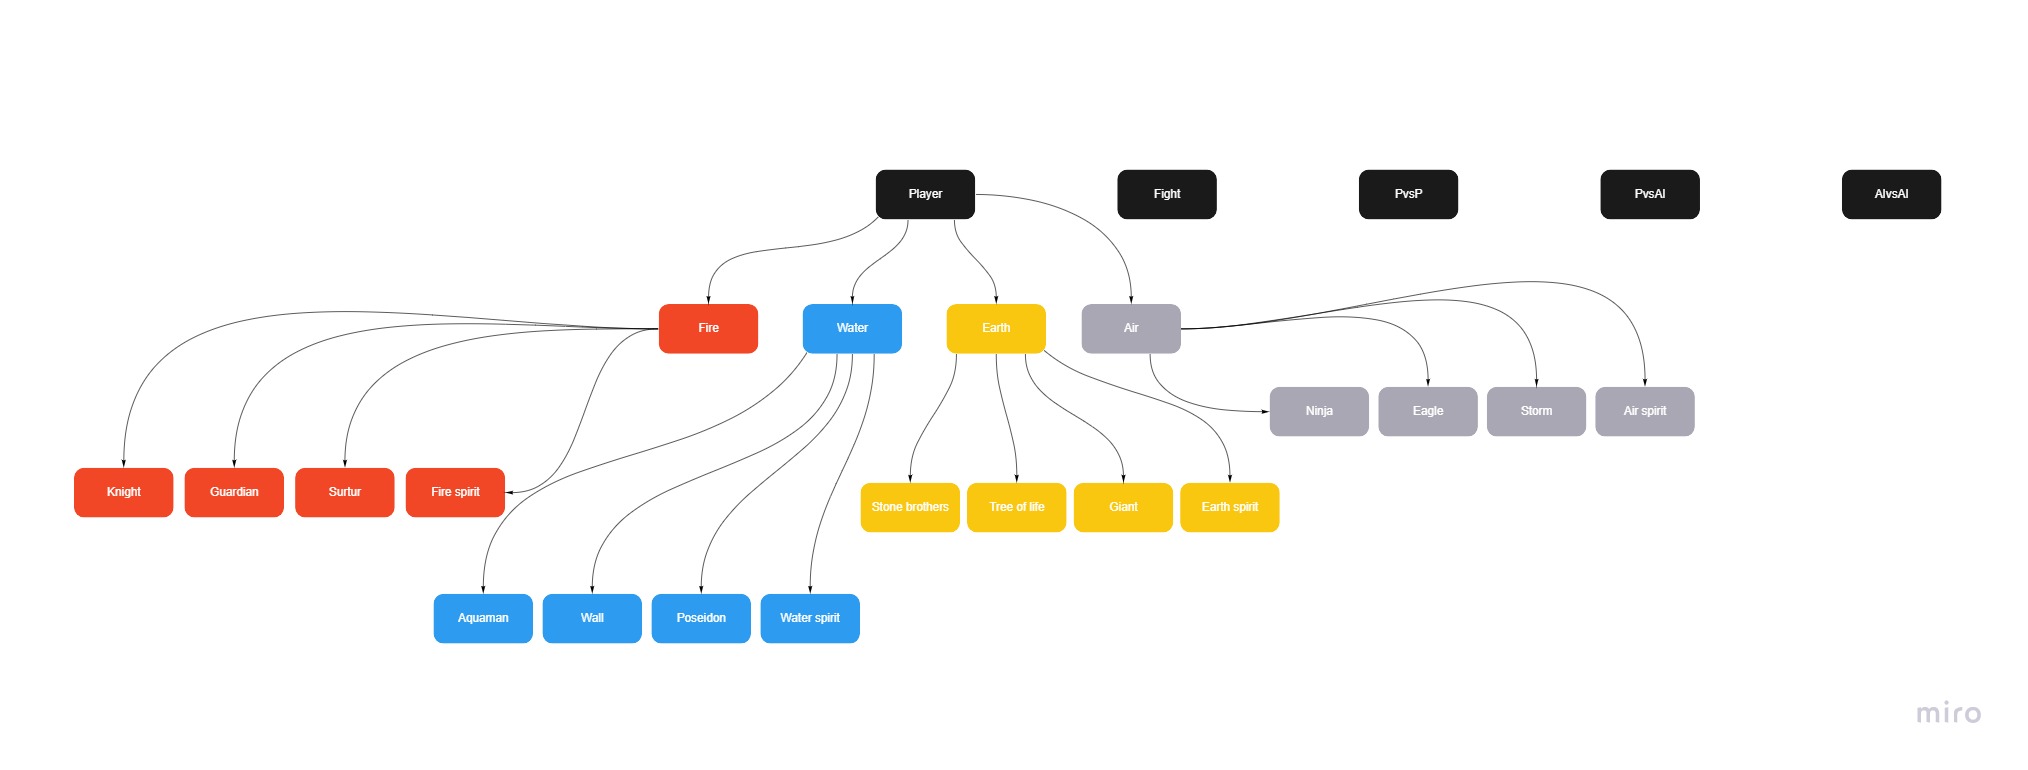 Player
Fight
PvsP
PvsAI
AIvsAI
Fire
Water
Earth
Air
Ninja
Eagle
Storm
Air spirit
Knight
Guardian
Surtur
Fire spirit
Stone brothers
Tree of life
Giant
Earth spirit
Aquaman
Wall
Poseidon
Water spirit
miro